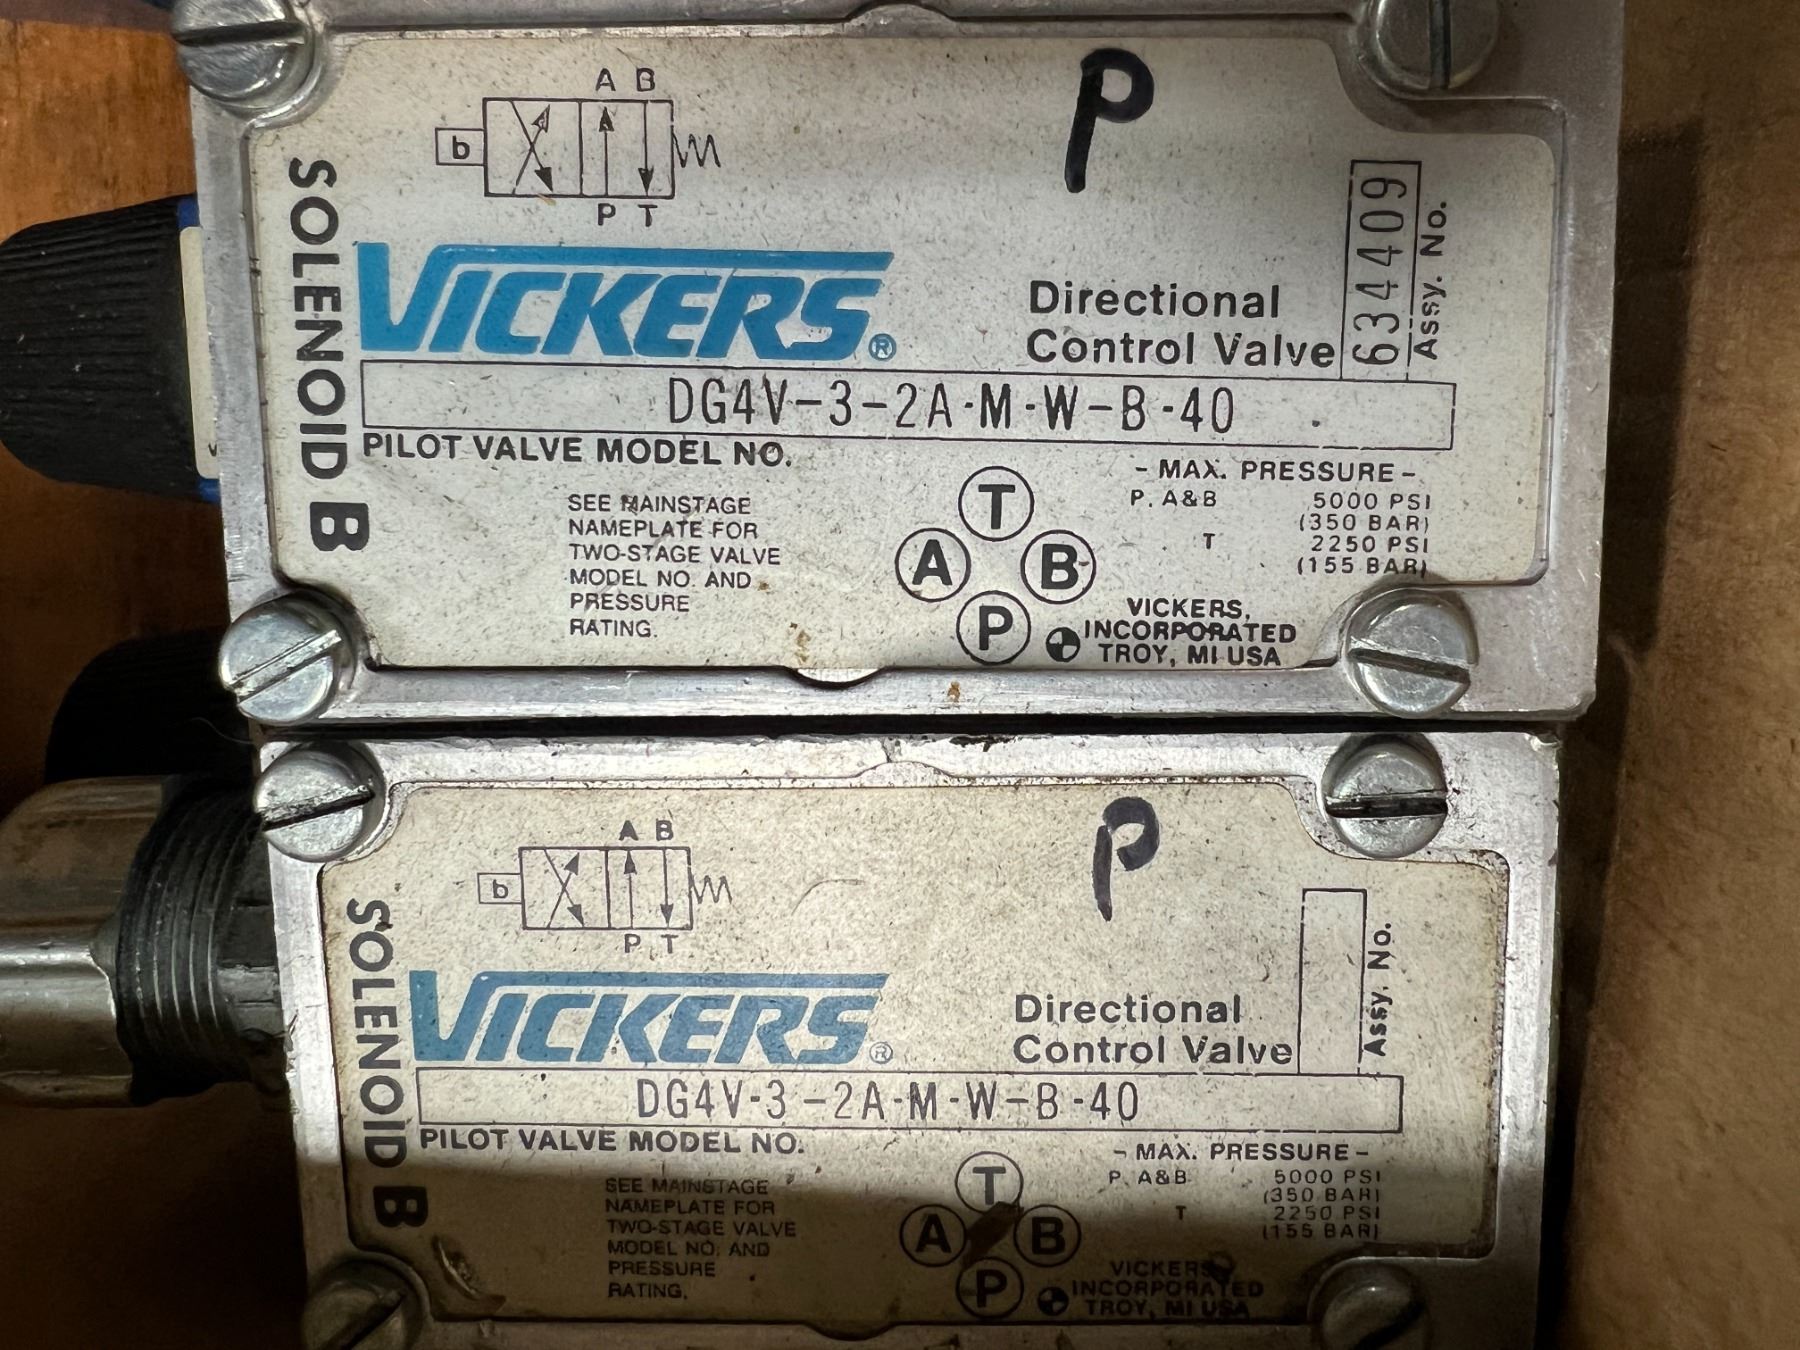 P
A B
b
P T
SOLENOID B
VICKERS®
Directional
Control Valve
634409
Assy. No.
DG4V-3-2A-M-W-B-40
PILOT VALVE MODEL NO.
SEE MAINSTAGE
NAMEPLATE FOR
TWO-STAGE VALVE
MODEL NO. AND
PRESSURE
RATING.
T
A B
P
- MAX. PRESSURE -
P. A&B 5000 PSI
(350 BAR)
T 2250 PSI
(155 BAR)
VICKERS,
INCORPORATED
TROY, MI USA
P
A B
b
P T
SOLENOID B
VICKERS®
Directional
Control Valve
Assy. No.
DG4V-3-2A-M-W-B-40
PILOT VALVE MODEL NO.
SEE MAINSTAGE
NAMEPLATE FOR
TWO-STAGE VALVE
MODEL NO. AND
PRESSURE
RATING.
T
A B
P
- MAX. PRESSURE -
P. A&B 5000 PSI
(350 BAR)
T 2250 PSI
(155 BAR)
VICKERS,
INCORPORATED
TROY, MI USA